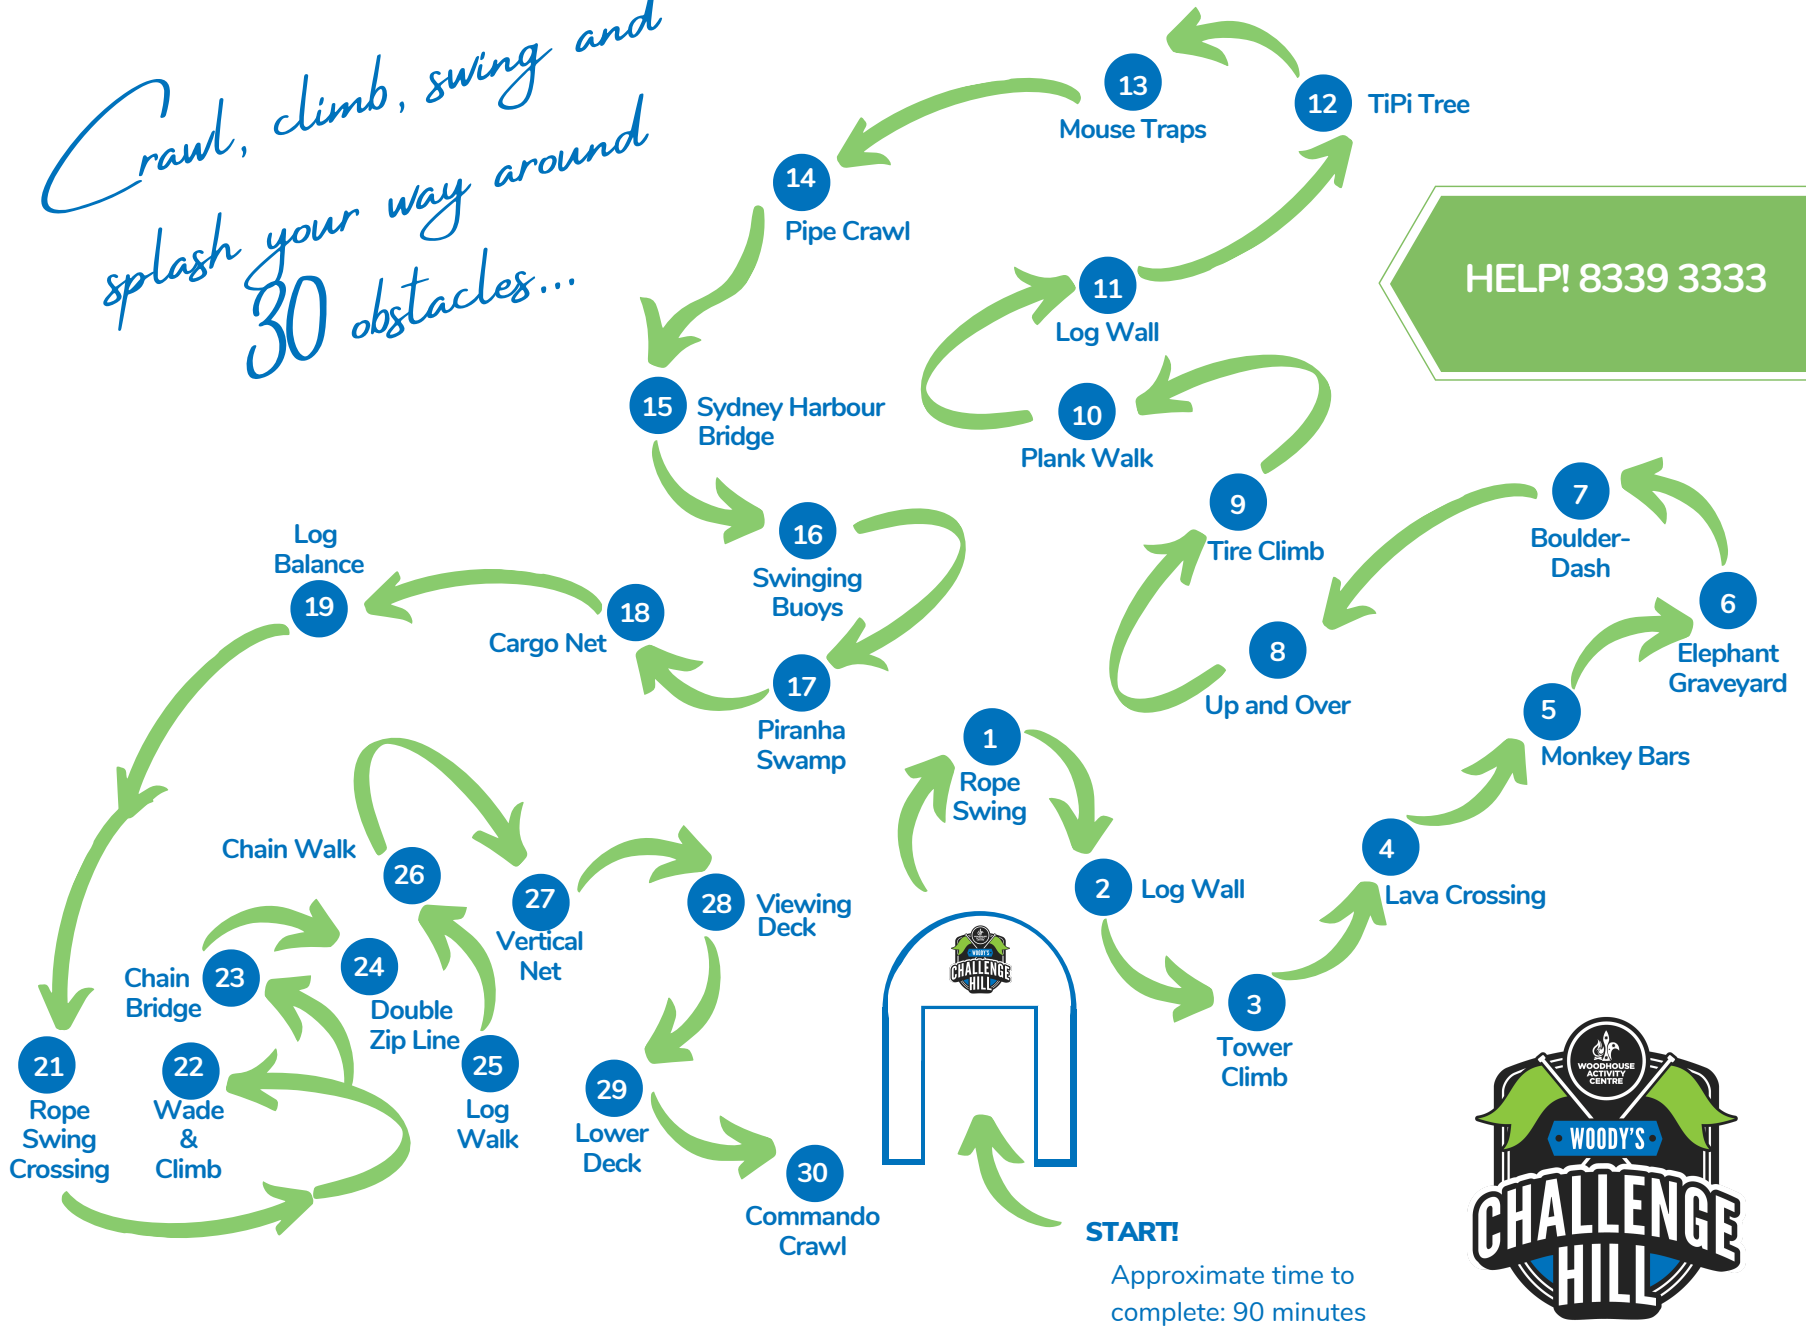 Crawl, climb, swing and
splash your way around
30 obstacles...
HELP! 8339 3333
1
Rope
Swing
2
Log Wall
3
Tower
Climb
4
Lava Crossing
5
Monkey Bars
6
Elephant
Graveyard
7
Boulder-
Dash
8
Up and Over
9
Tire Climb
10
Plank Walk
11
Log Wall
12
TiPi Tree
13
Mouse Traps
14
Pipe Crawl
15
Sydney Harbour
Bridge
16
Swinging
Buoys
17
Piranha
Swamp
18
Cargo Net
Log
Balance
19
21
Rope
Swing
Crossing
22
Wade
&
Climb
23
Chain
Bridge
24
Double
Zip Line
25
Log
Walk
Chain Walk
26
27
Vertical
Net
28
Viewing
Deck
29
Lower
Deck
30
Commando
Crawl
WOODY'S
CHALLENGE
HILL
START!
Approximate time to
complete: 90 minutes
WOODHOUSE
ACTIVITY
CENTRE
WOODY'S
CHALLENGE
HILL